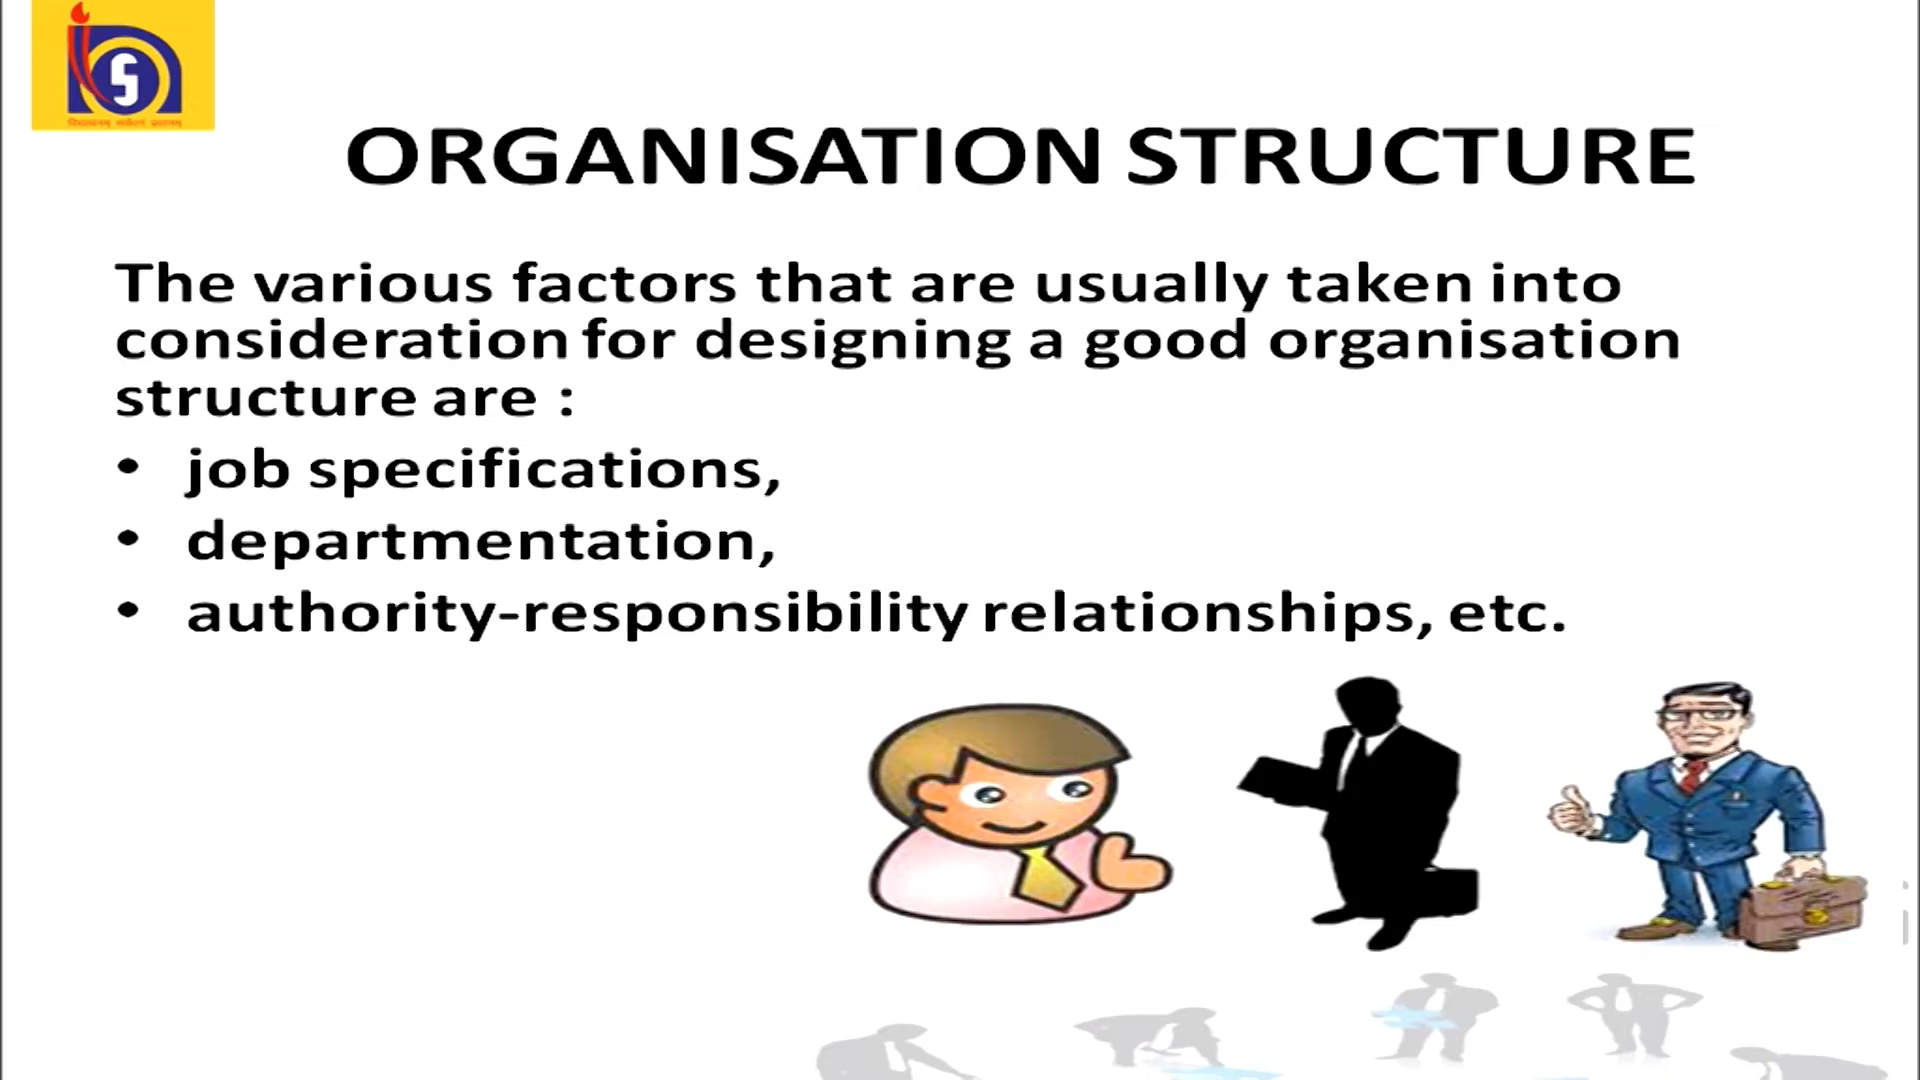 ORGANISATION STRUCTURE
The various factors that are usually taken into
consideration for designing a good organisation
structure are :
• job specifications,
• departmentation,
• authority-responsibility relationships, etc.